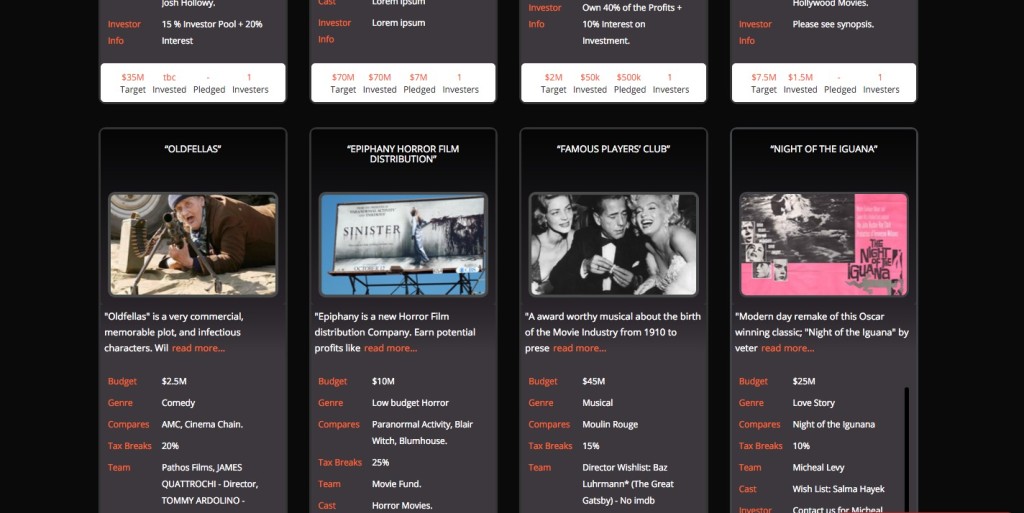 Josh Hollowy.
Investor Info
15 % Investor Pool + 20% Interest
$35M tbc - 1
Target Invested Pledged Investers
Cast
Lorem ipsum
Investor Info
Lorem ipsum
$70M $70M $7M 1
Target Invested Pledged Investers
Investor Info
Own 40% of the Profits + 10% Interest on Investment.
$2M $50k $500k 1
Target Invested Pledged Investers
Hollywood Movies.
Investor Info
Please see synopsis.
$7.5M $1.5M - 1
Target Invested Pledged Investers
“OLDFELLAS”
"Oldfellas" is a very commercial,
memorable plot, and infectious
characters. Wil read more...
Budget $2.5M
Genre Comedy
Compares AMC, Cinema Chain.
Tax Breaks 20%
Team Pathos Films, JAMES
QUATTROCHI - Director,
TOMMY ARDOLINO -
“EPIPHANY HORROR FILM
DISTRIBUTION”
SINISTER
"Epiphany is a new Horror Film
distribution Company. Earn potential
profits like read more...
Budget $10M
Genre Low budget Horror
Compares Paranormal Activity, Blair
Witch, Blumhouse.
Tax Breaks 25%
Team Movie Fund.
Cast Horror Movies.
“FAMOUS PLAYERS’ CLUB”
"A award worthy musical about the birth
of the Movie Industry from 1910 to
prese read more...
Budget $45M
Genre Musical
Compares Moulin Rouge
Tax Breaks 15%
Team Director Wishlist: Baz
Luhrmann* (The Great
Gatsby) - No imdb
“NIGHT OF THE IGUANA”
THE
NIGHT
OF THE
IGUANA
"Modern day remake of this Oscar
winning classic; "Night of the Iguana" by
veter read more...
Budget $25M
Genre Love Story
Compares Night of the Igunana
Tax Breaks 10%
Team Micheal Levy
Cast Wish List: Salma Hayek
Investor Contact us for Micheal